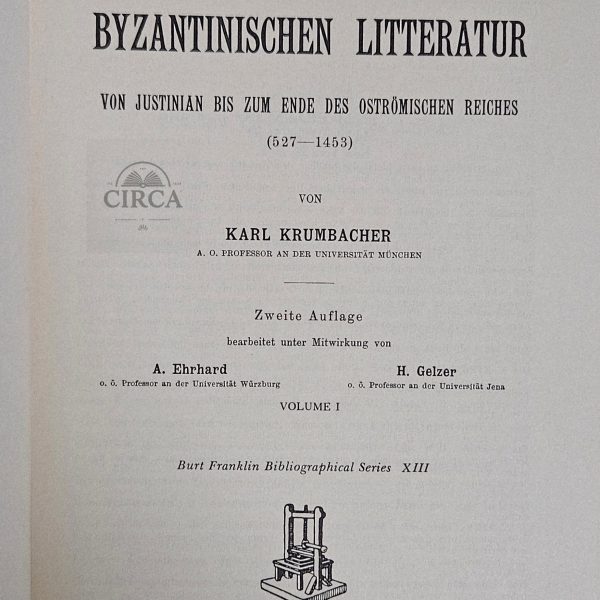 BYZANTINISCHEN LITTERATUR
VON JUSTINIAN BIS ZUM ENDE DES OSTRÖMISCHEN REICHES
(527—1453)
CIRCA
VON
KARL KRUMBACHER
A. O. PROFESSOR AN DER UNIVERSITÄT MÜNCHEN
Zweite Auflage
bearbeitet unter Mitwirkung von
A. Ehrhard
o. ö. Professor an der Universität Würzburg
H. Gelzer
o. ö. Professor an der Universität Jena
VOLUME I
Burt Franklin Bibliographical Series XIII